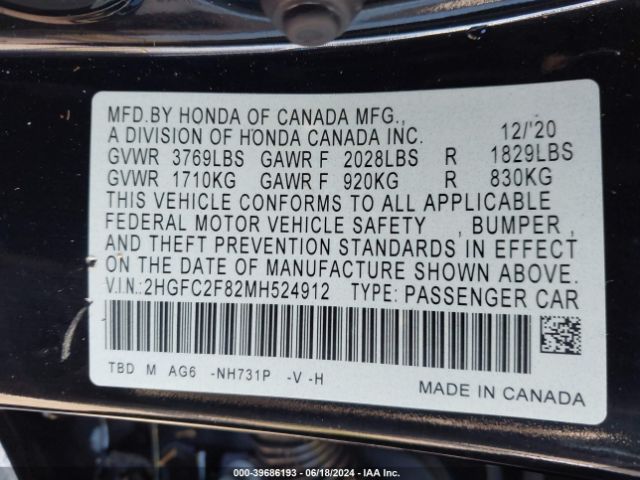 MFD.BY HONDA OF CANADA MFG.,
A DIVISION OF HONDA CANADA INC. 12/'20
GVWR 3769LBS GAWR F 2028LBS R 1829LBS
GVWR 1710KG GAWR F 920KG R 830KG
THIS VEHICLE CONFORMS TO ALL APPLICABLE
FEDERAL MOTOR VEHICLE SAFETY , BUMPER ,
AND THEFT PREVENTION STANDARDS IN EFFECT
ON THE DATE OF MANUFACTURE SHOWN ABOVE.
V.I.N.:2HGFC2F82MH524912 TYPE: PASSENGER CAR
TBD M AG6 -NH731P -V -H
MADE IN CANADA
000-39686193 - 06/18/2024 - IAA Inc.